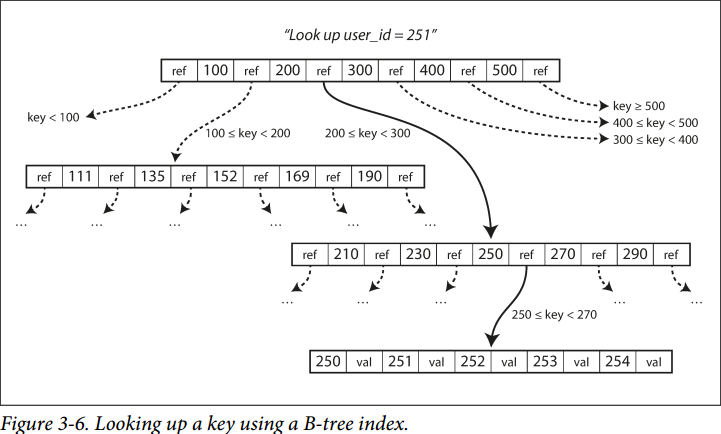 “Look up user_id = 251”
ref 100 ref 200 ref 300 ref 400 ref 500 ref
key < 100
100 ≤ key < 200
200 ≤ key < 300
key ≥ 500
400 ≤ key < 500
300 ≤ key < 400
ref 111 ref 135 ref 152 ref 169 ref 190 ref
... ... ... ... ... ...
ref 210 ref 230 ref 250 ref 270 ref 290 ref
... ... ... ... ...
250 ≤ key < 270
250 val 251 val 252 val 253 val 254 val
Figure 3-6. Looking up a key using a B-tree index.